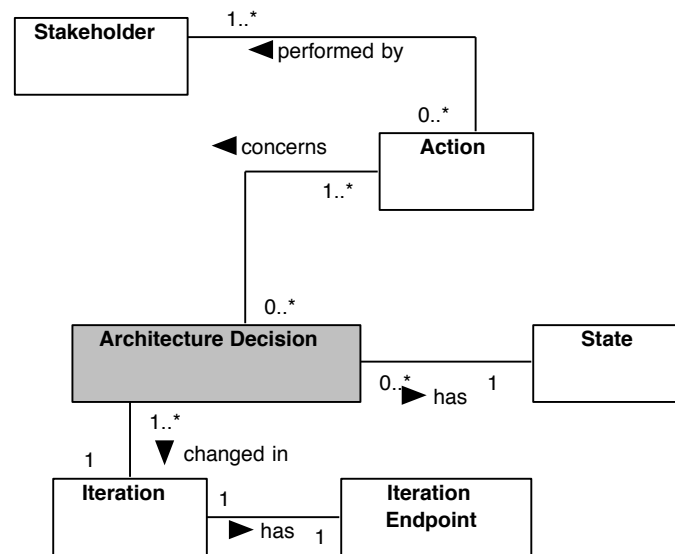 Stakeholder
1..*
performed by
0..*
Action
concerns
1..*
0..*
Architecture Decision
State
0..*
1
has
1..*
changed in
1
Iteration
1
has
1
Iteration
Endpoint